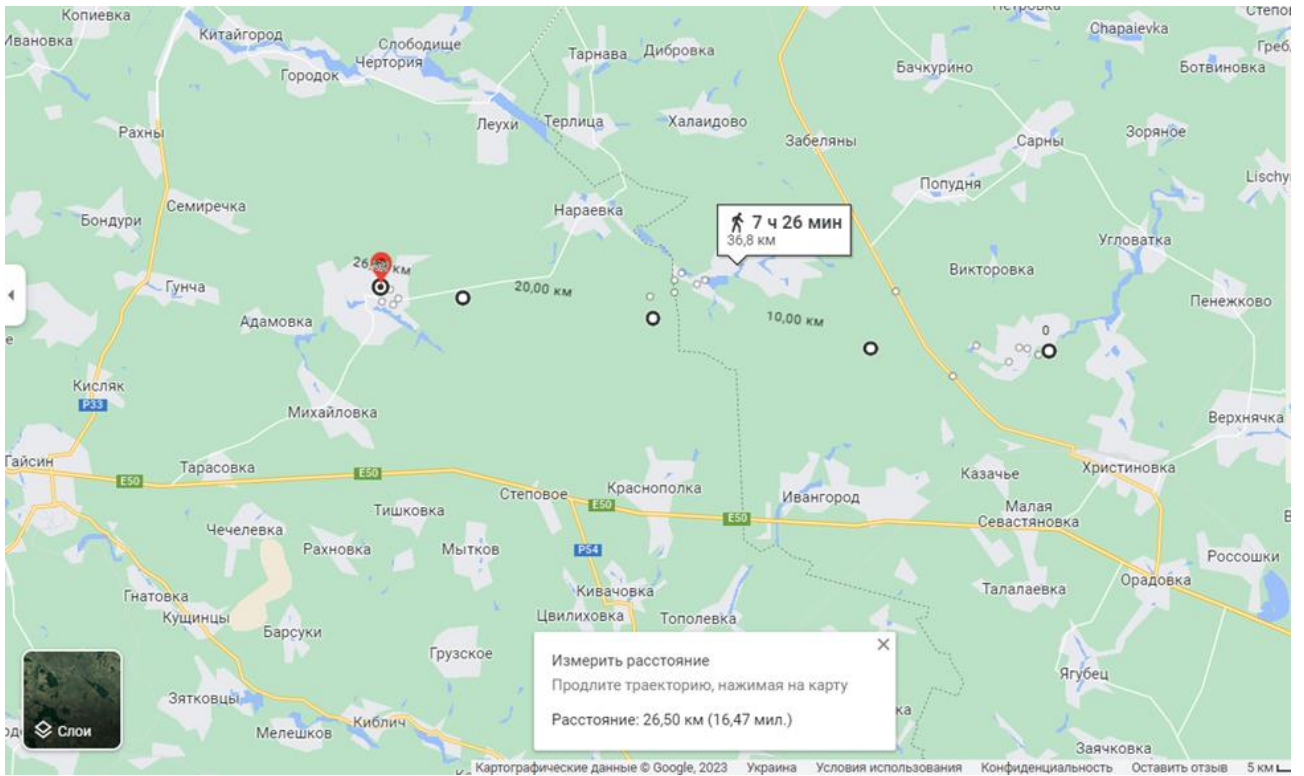 Копиевка
Ивановка
Китайгород
Слободище
Чертория
Городок
Тарнава
Дибровка
Chapaievka
Бачкурино
Ботвиновка
Рахны
Леухи
Терлица
Халаидово
Забеляны
Сарны
Зоряное
Семиречка
Бондури
Нараевка
Попудня
7 ч 26 мин
36,8 км
Угловатка
Викторовка
Гунча
20,00 км
10,00 км
Пенежково
0
Адамовка
Кисляк
P33
Михайловка
Верхнячка
Гайсин
E50
Тарасовка
E50
Степовое
E50
Краснополка
E50
Ивангород
Казачье
Христиновка
Малая
Севастяновка
Чечелевка
Тишковка
Рахновка
Мытков
P54
Россошки
Гнатовка
Кущинцы
Кивачовка
Талалаевка
Орадовка
Барсуки
Цвилиховка
Тополевка
Грузское
Измерить расстояние
Продлите траекторию, нажимая на карту
Расстояние: 26,50 км (16,47 мил.)
Ягубец
Зятковцы
Слои
Мелешков
Киблич
Заячковка
Картографические данные © Google, 2023 Украина Условия использования Конфиденциальность Оставить отзыв 5 км